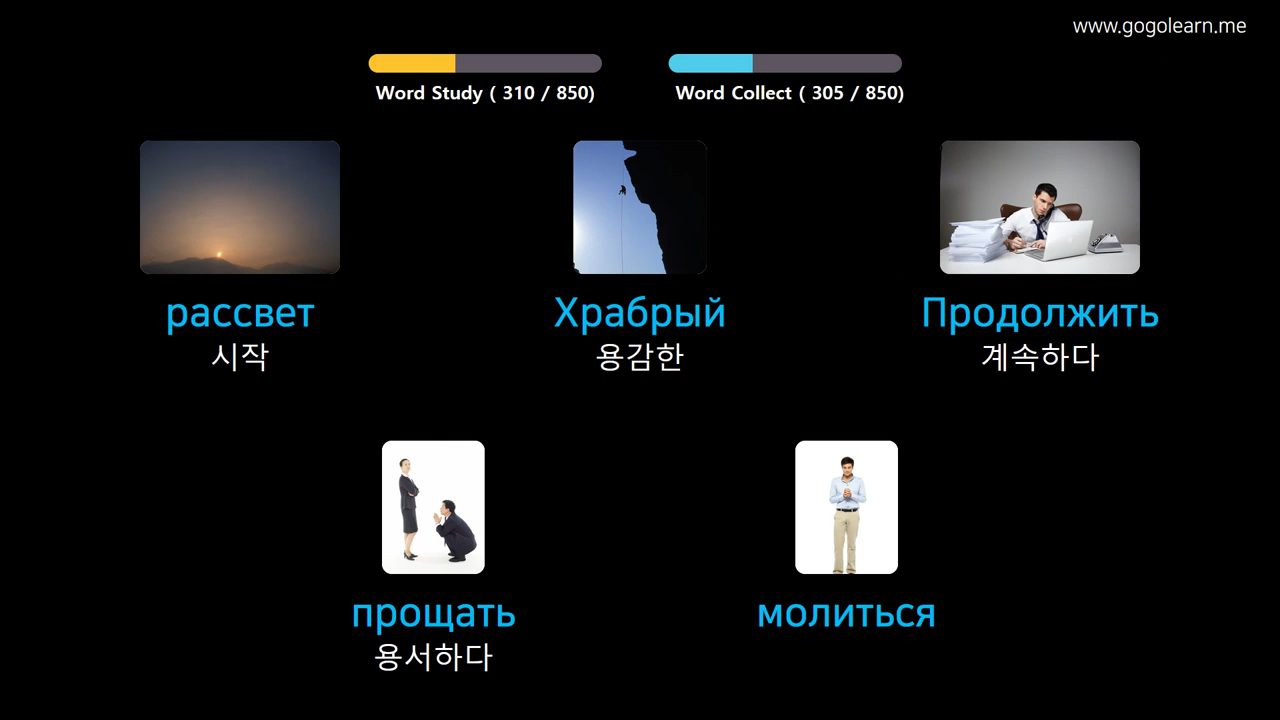 www.gogolearn.me
Word Study ( 310 / 850)
Word Collect ( 305 / 850)
рассвет
시작
Храбрый
용감한
Продолжить
계속하다
прощать
용서하다
молиться